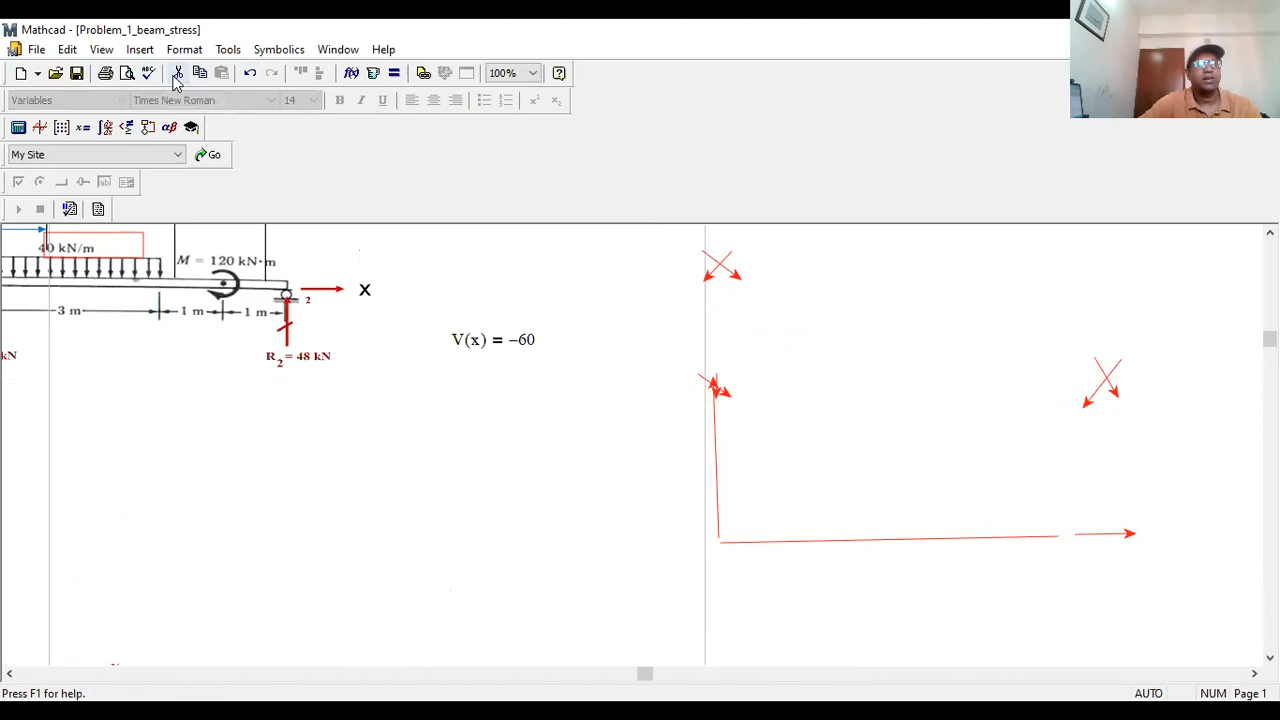 Mathcad - [Problem_1_beam_stress]
File Edit View Insert Format Tools Symbolics Window Help
100%
Variables Times New Roman 14 B I U
My Site Go
40 kN/m
M = 120 kN·m
X
2
3 m 1 m 1 m
V(x) = −60
kN
R2 = 48 kN
Press F1 for help.
AUTO NUM Page 1